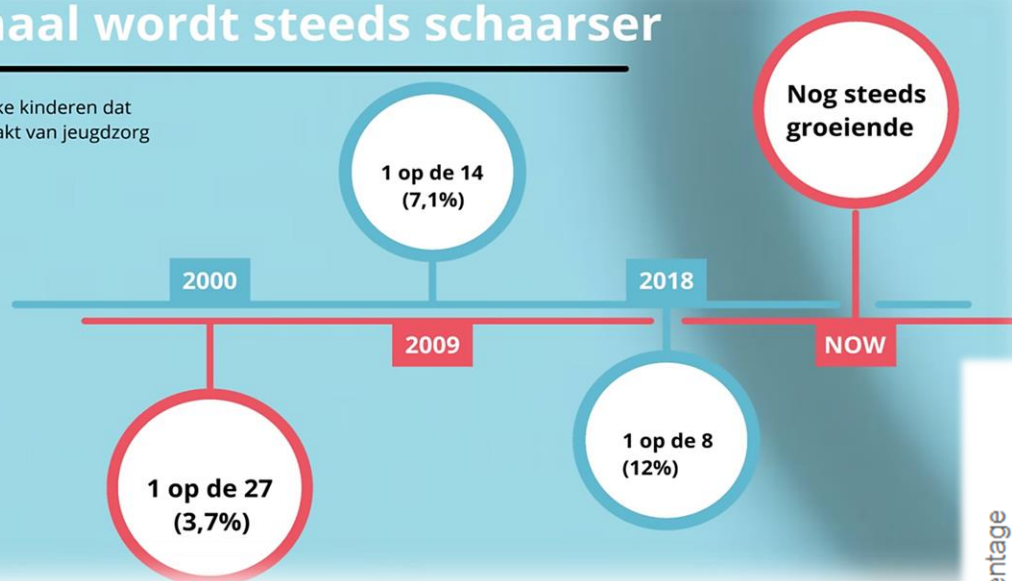 aal wordt steeds schaarser
ke kinderen dat
akt van jeugdzorg
1 op de 14
(7,1%)
Nog steeds
groeiende
2000
2018
2009
NOW
1 op de 27
(3,7%)
1 op de 8
(12%)
entage